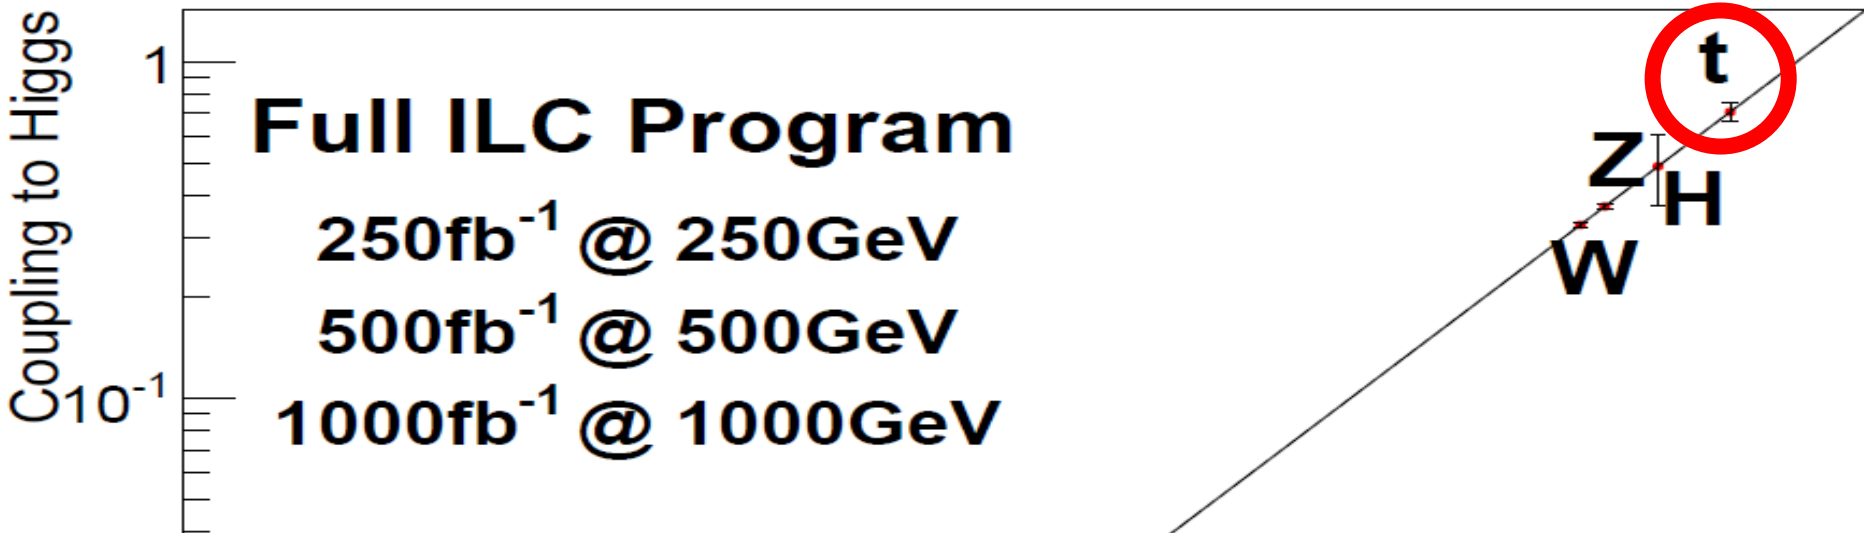 Coupling to Higgs
1
10⁻¹
Full ILC Program
250fb⁻¹ @ 250GeV
500fb⁻¹ @ 500GeV
1000fb⁻¹ @ 1000GeV
t
Z
H
W